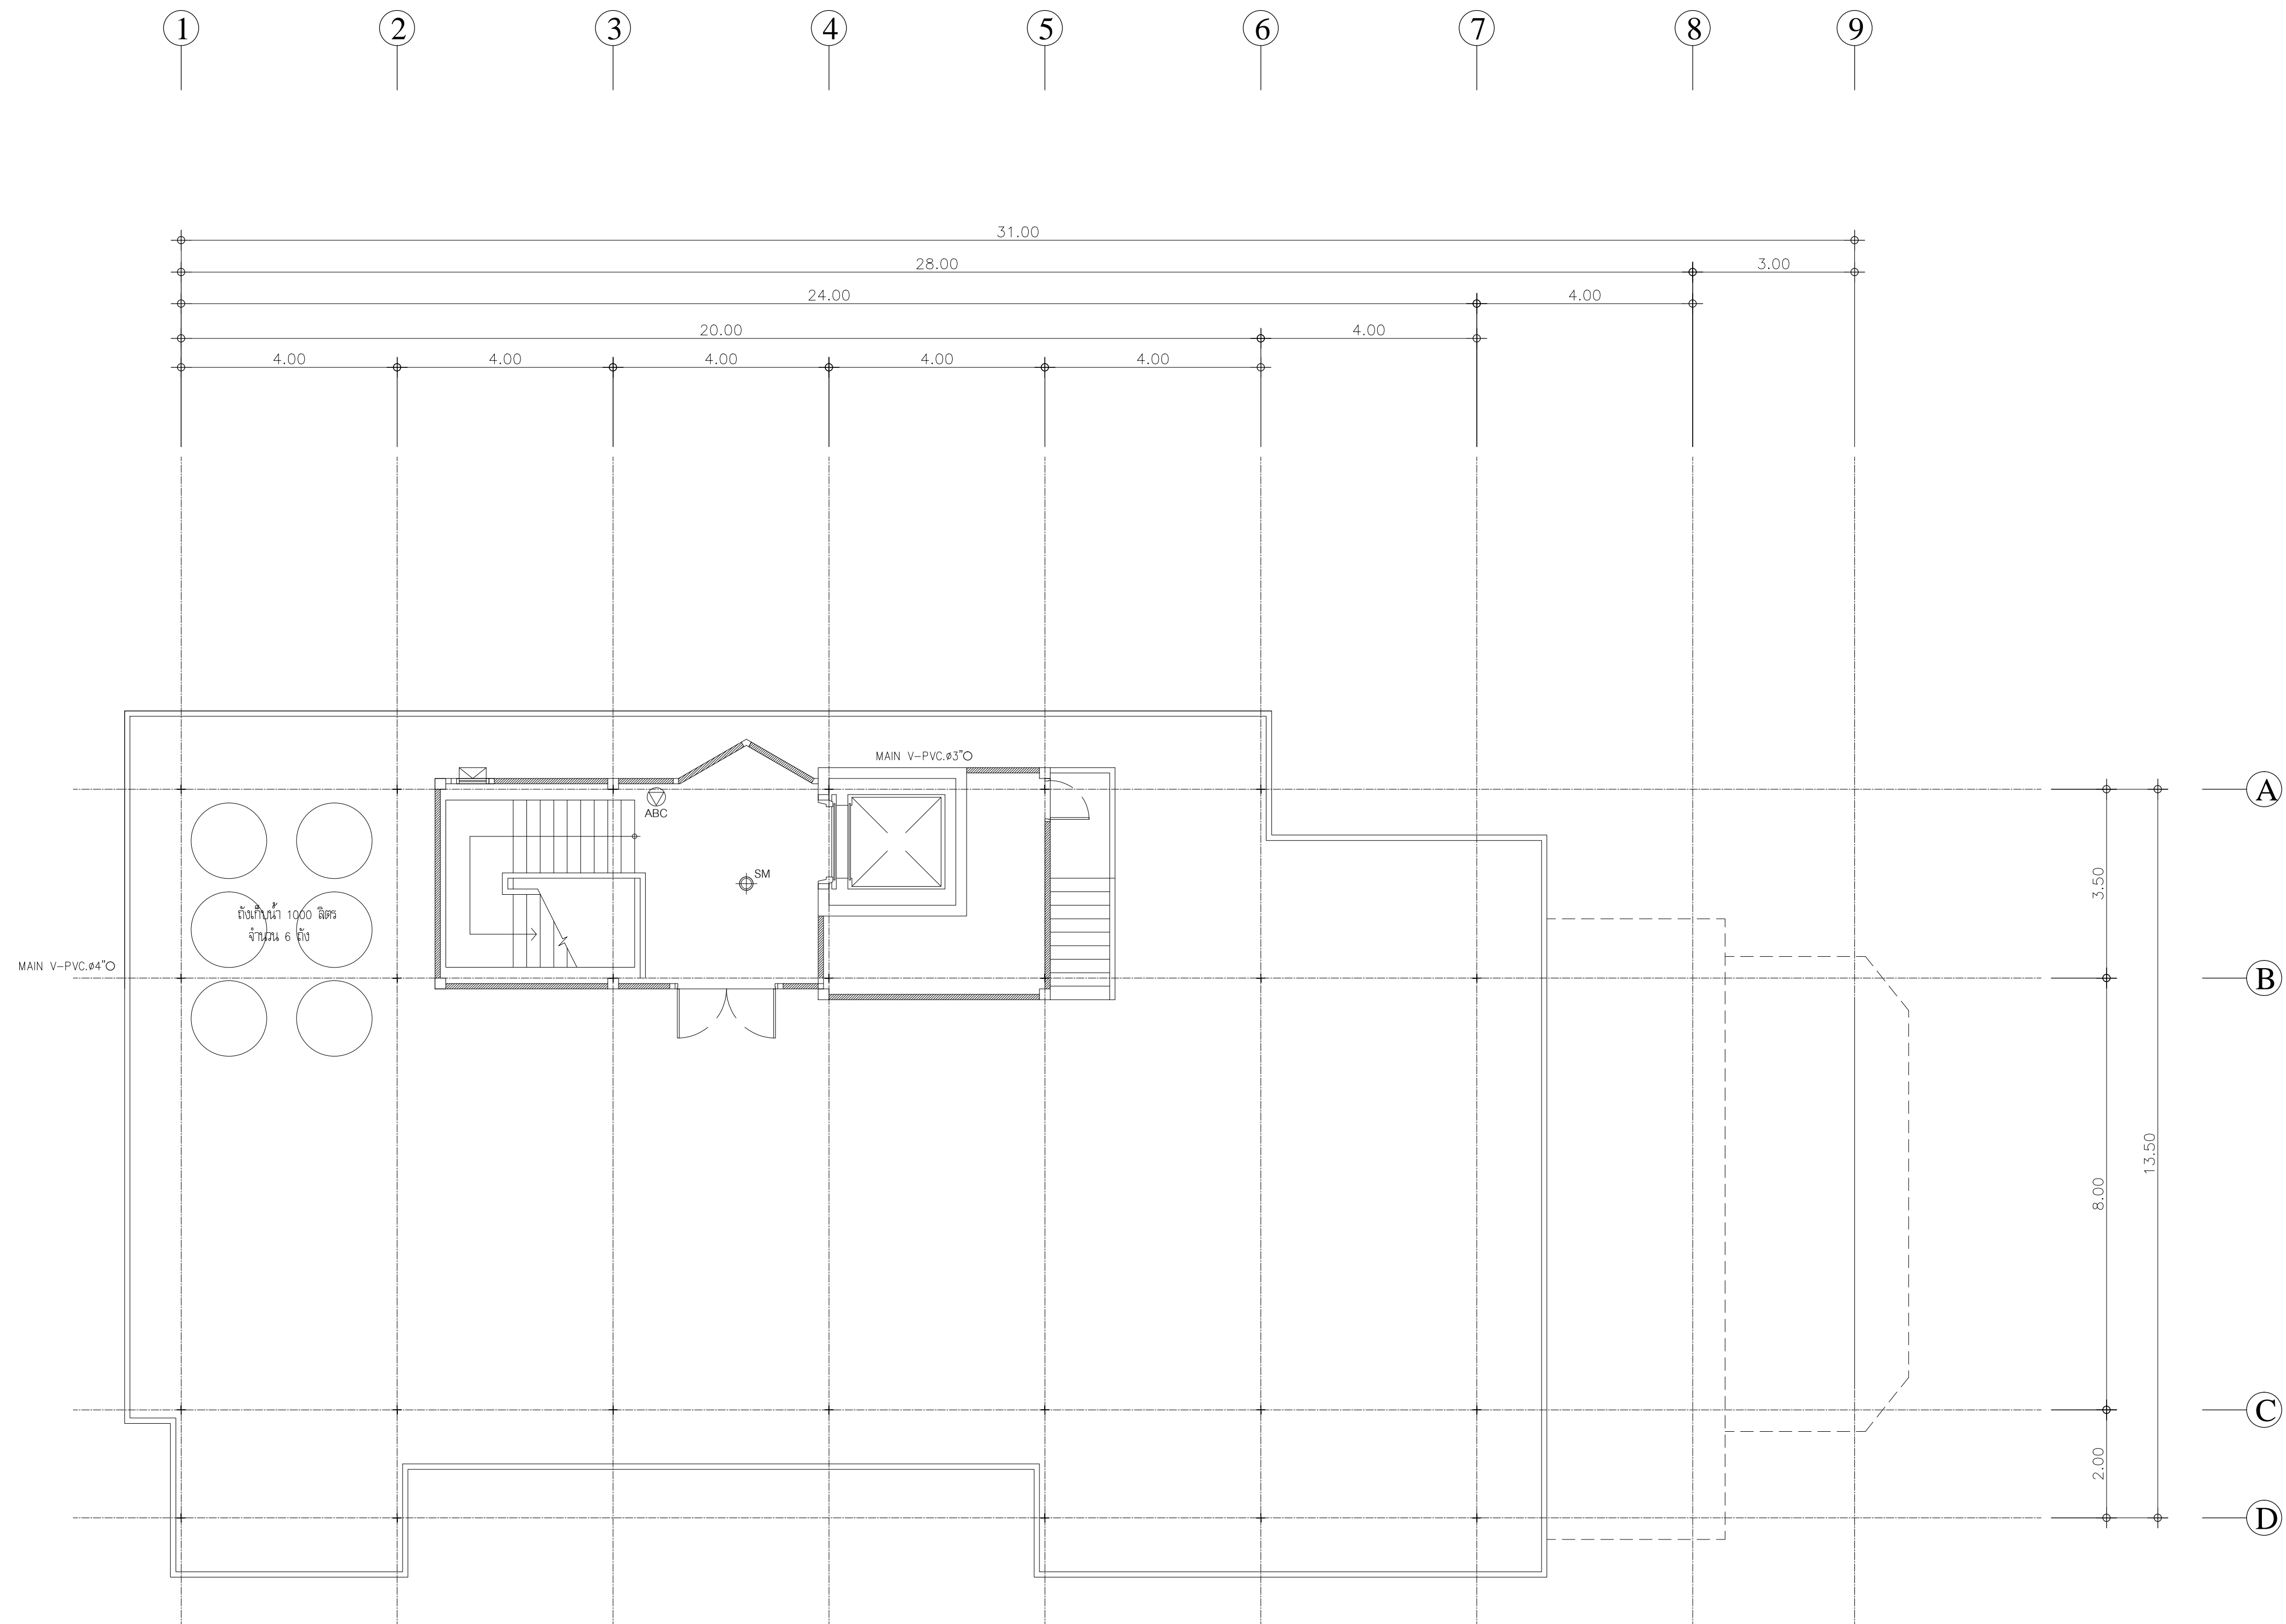 1 2 3 4 5 6 7 8 9
31.00
28.00 3.00
24.00 4.00
20.00 4.00
4.00 4.00 4.00 4.00 4.00
MAIN V-PVC.ø3"
A
ABC
SM
3.50
ถังเก็บน้ำ 1000 ลิตร
จำนวน 6 ถัง
MAIN V-PVC.ø4"
B
13.50
8.00
C
2.00
D